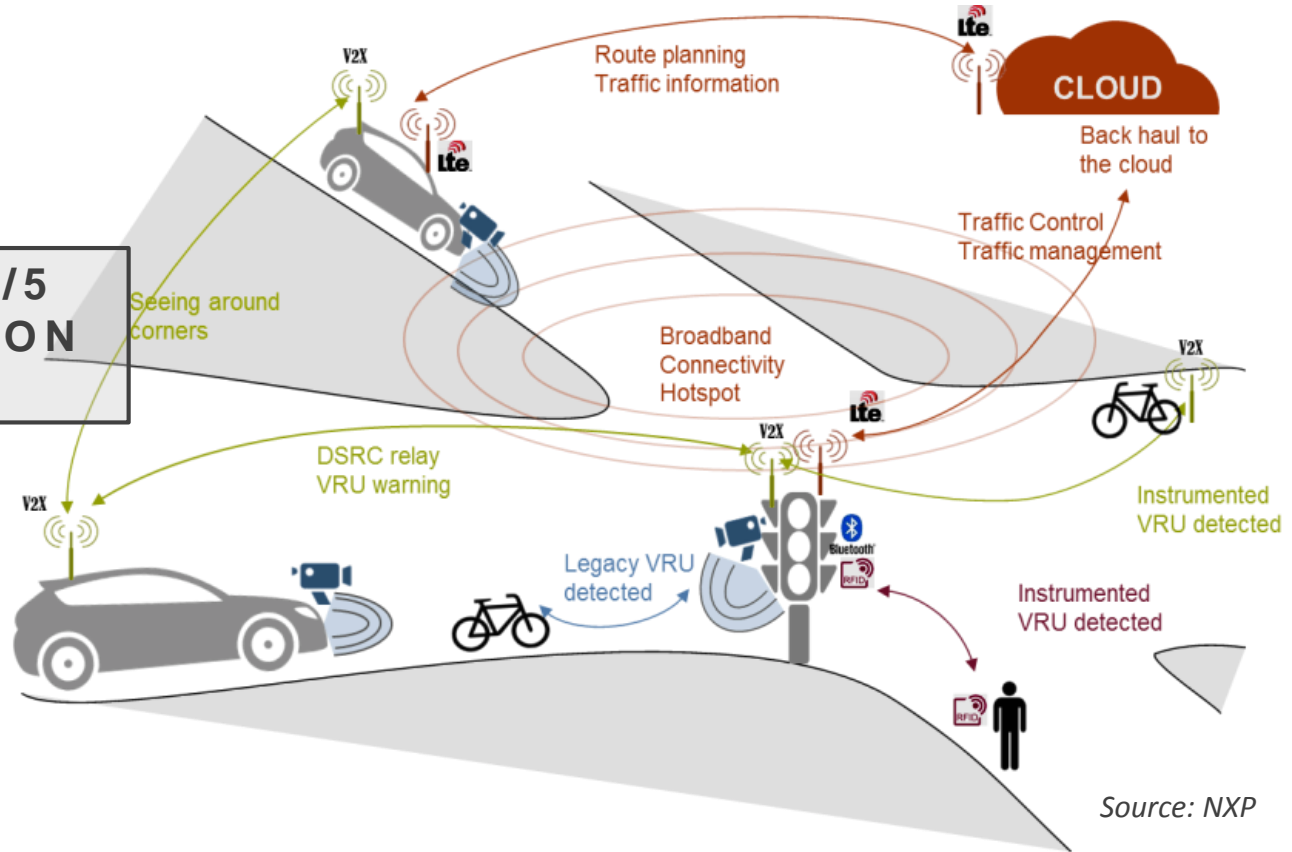 Lte
V2X
Route planning
Traffic information
CLOUD
Lte
Back haul to
the cloud
Traffic Control
Traffic management
/5
ON
Seeing around
corners
Broadband
Connectivity
Hotspot
V2X
Lte
V2X
DSRC relay
VRU warning
V2X
Instrumented
VRU detected
Legacy VRU
detected
Bluetooth
RFID
Instrumented
VRU detected
RFID
Source: NXP